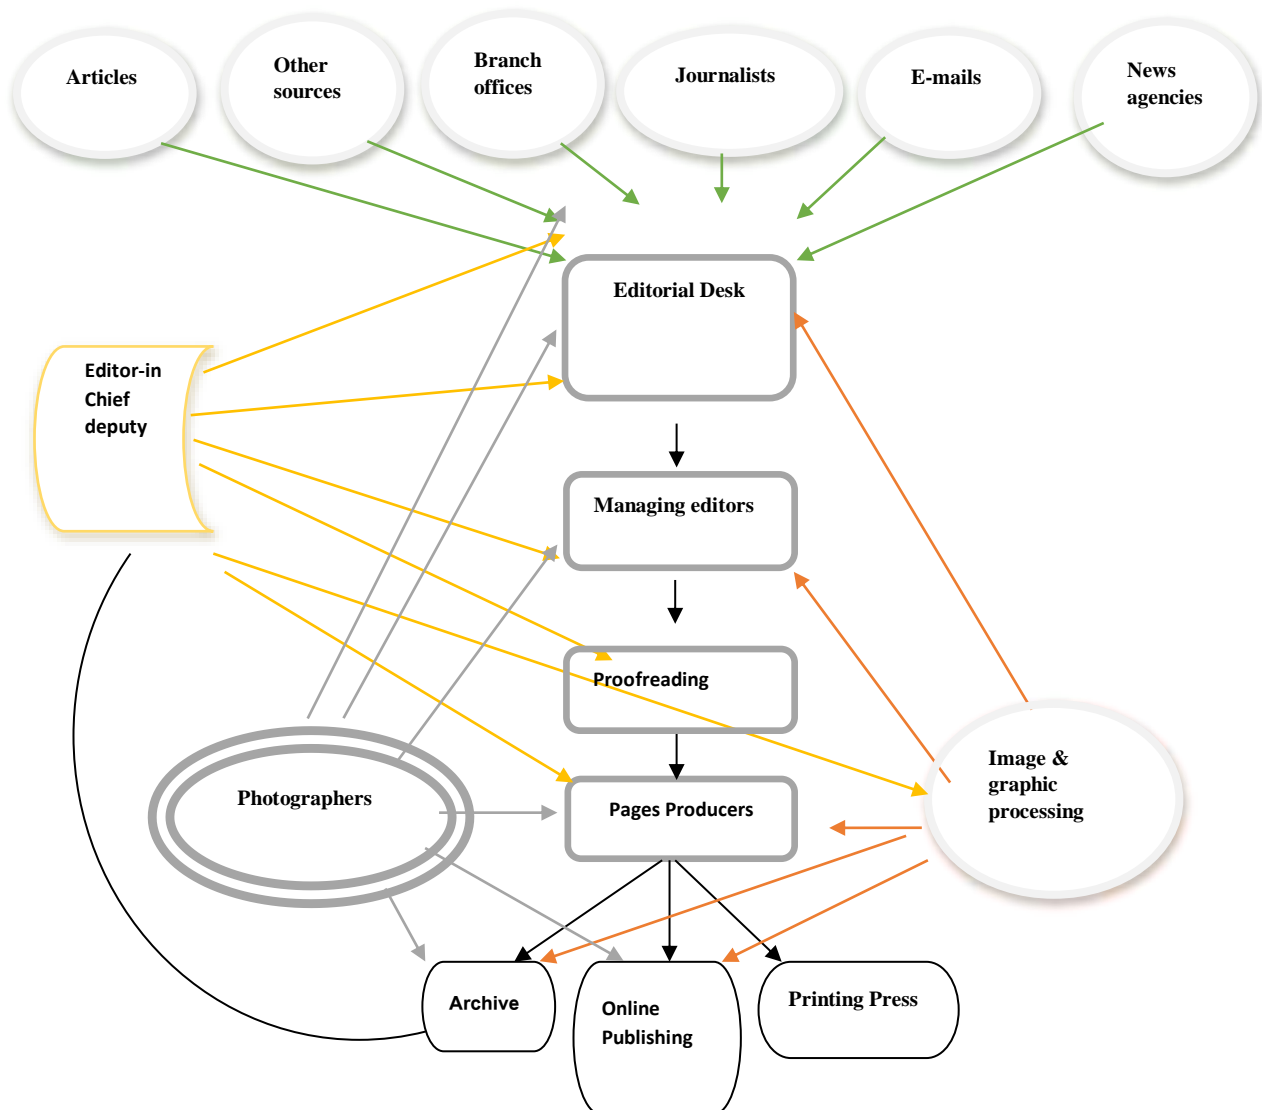 Articles
Other
sources
Branch
offices
Journalists
E-mails
News
agencies
Editorial Desk
Editor-in
Chief
deputy
Managing editors
Proofreading
Photographers
Pages Producers
Image &
graphic
processing
Archive
Online
Publishing
Printing Press